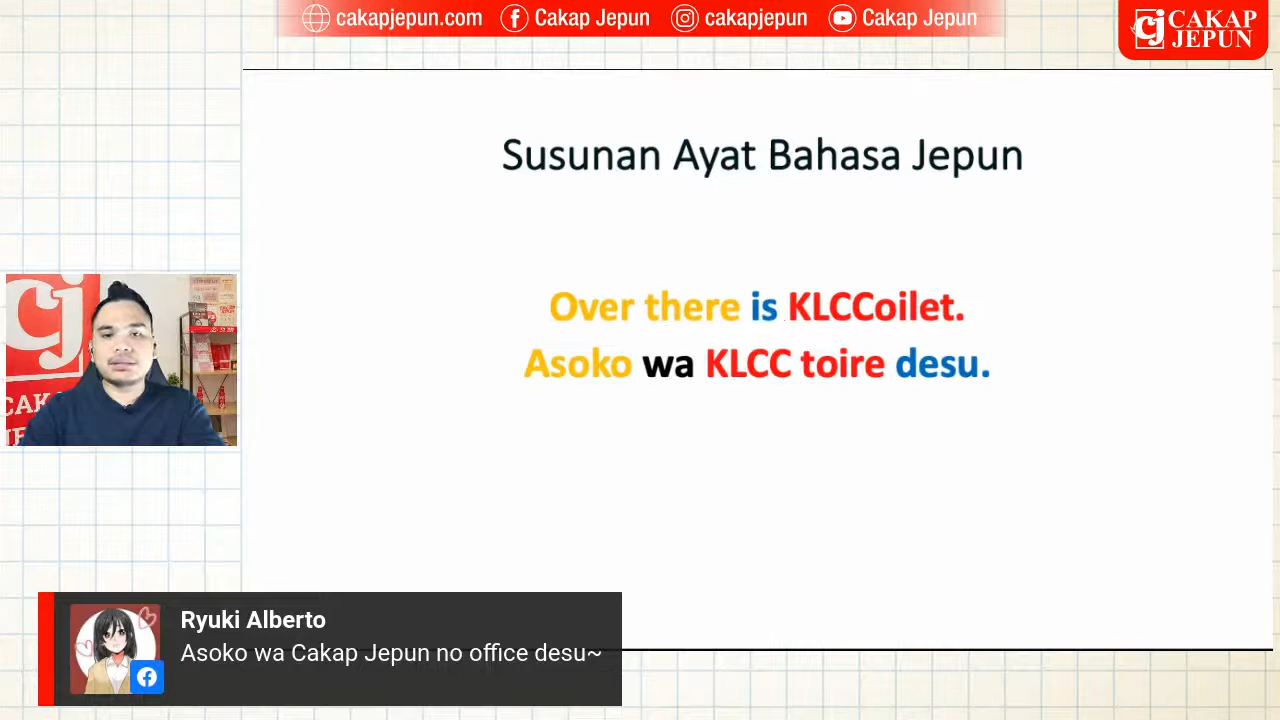 cakapjepun.com Cakap Jepun cakapjepun Cakap Jepun
CAKAP
JEPUN
Susunan Ayat Bahasa Jepun
Over there is KLCCoilet.
Asoko wa KLCC toire desu.
Ryuki Alberto
Asoko wa Cakap Jepun no office desu~